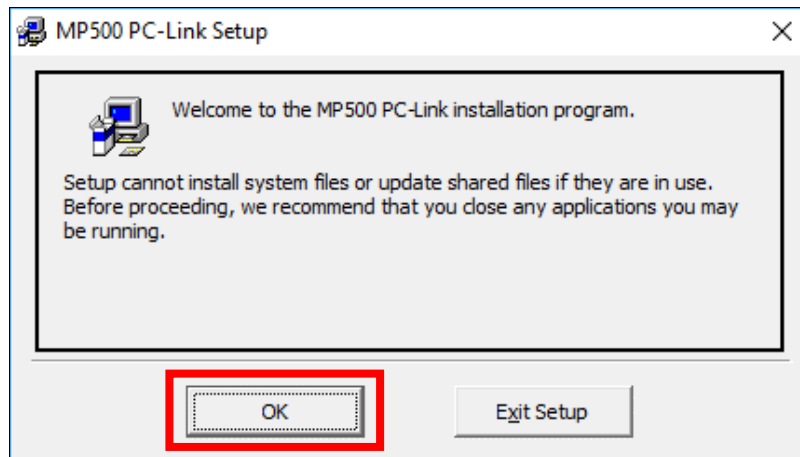 MP500 PC-Link Setup
Welcome to the MP500 PC-Link installation program.
Setup cannot install system files or update shared files if they are in use.
Before proceeding, we recommend that you close any applications you may
be running.
OK
Exit Setup